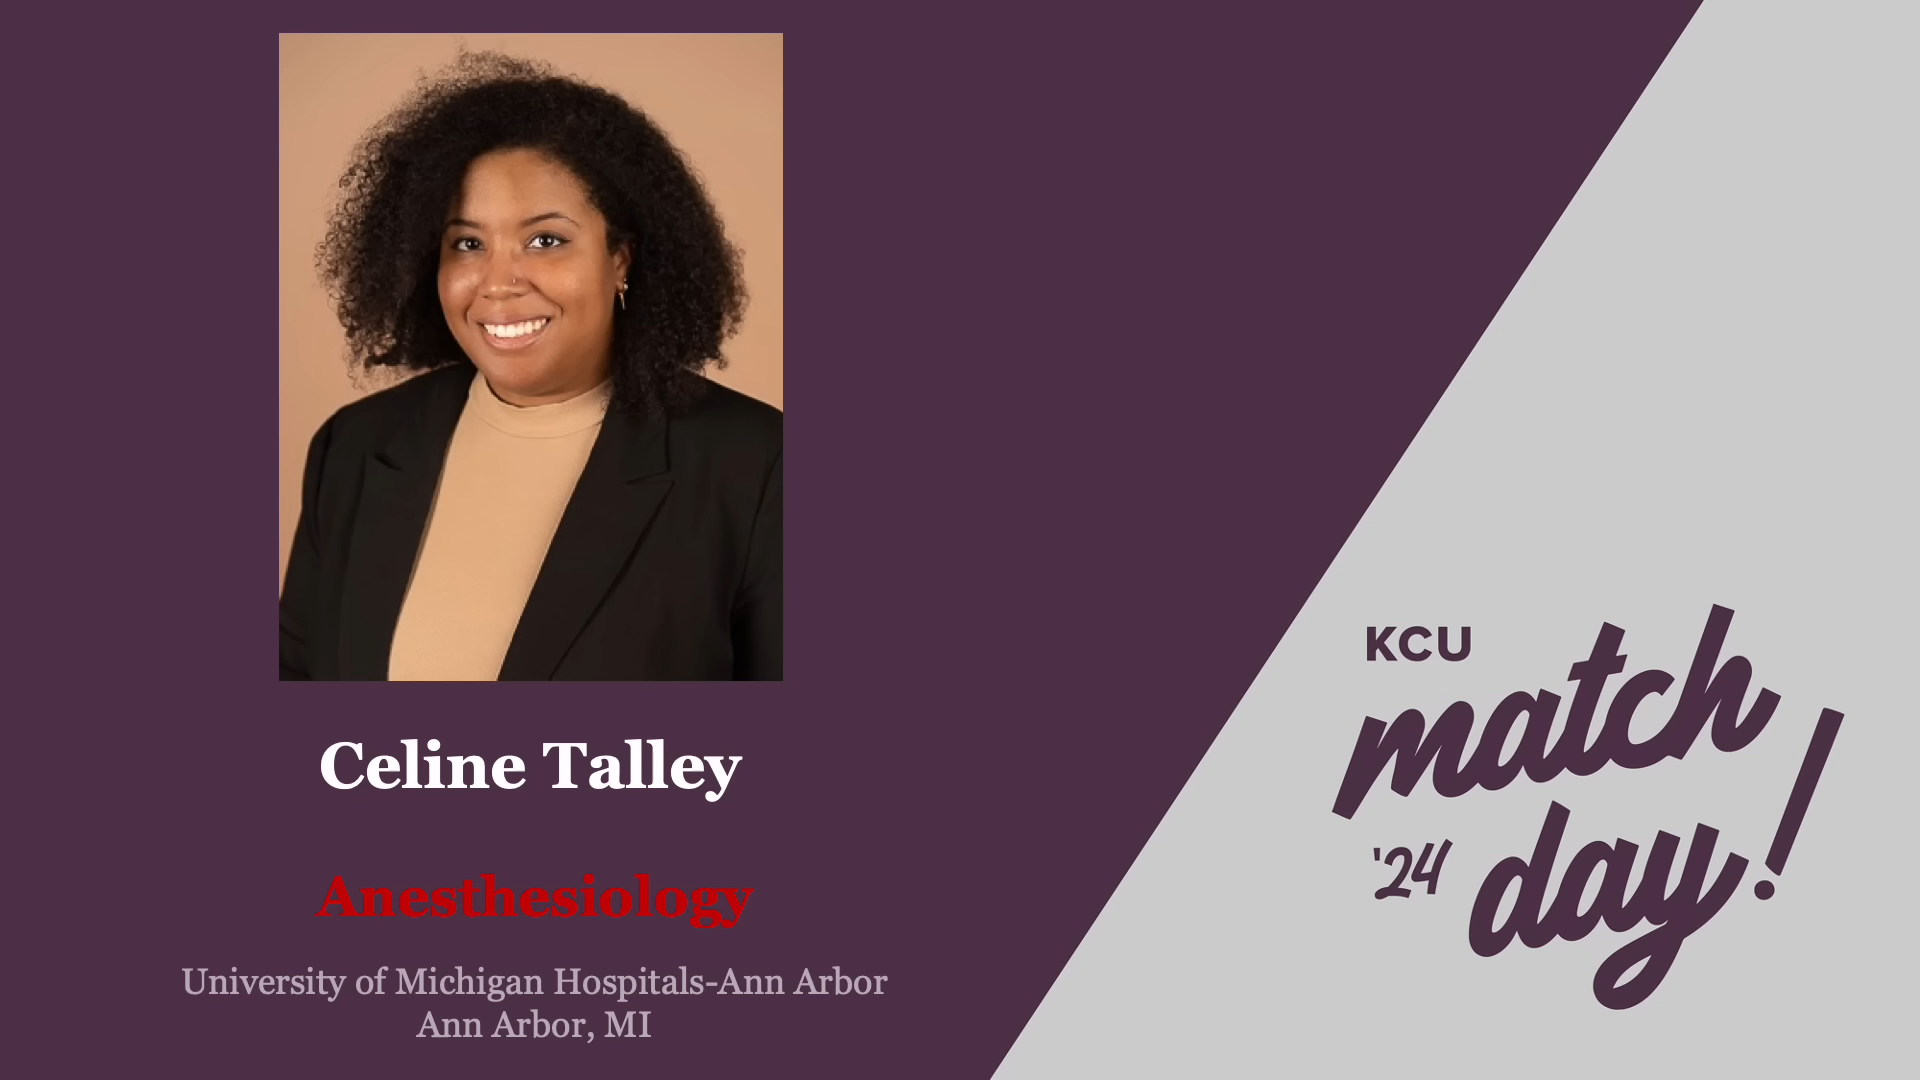 Celine Talley
Anesthesiology
University of Michigan Hospitals-Ann Arbor
Ann Arbor, MI
KCU
match
'24 day!